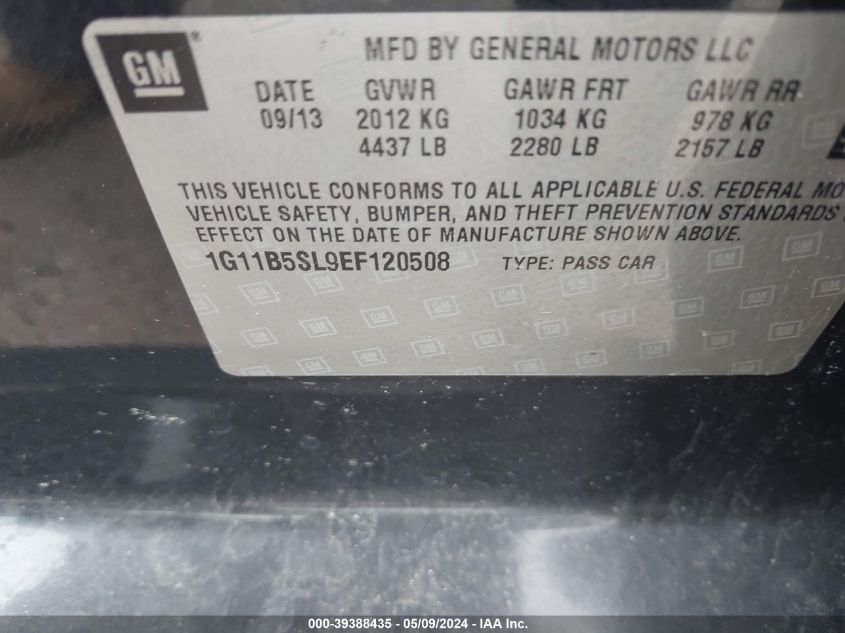 GM®
MFD BY GENERAL MOTORS LLC
DATE GVWR GAWR FRT GAWR RR
09/13 2012 KG 1034 KG 978 KG
4437 LB 2280 LB 2157 LB
THIS VEHICLE CONFORMS TO ALL APPLICABLE U.S. FEDERAL MO
VEHICLE SAFETY, BUMPER, AND THEFT PREVENTION STANDARDS
EFFECT ON THE DATE OF MANUFACTURE SHOWN ABOVE.
1G11B5SL9EF120508 TYPE: PASS CAR
000-39388435 - 05/09/2024 - IAA Inc.